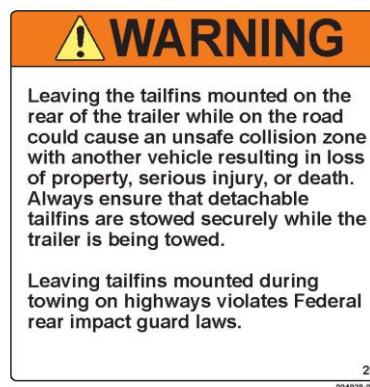 WARNING
Leaving the tailfins mounted on the
rear of the trailer while on the road
could cause an unsafe collision zone
with another vehicle resulting in loss
of property, serious injury, or death.
Always ensure that detachable
tailfins are stowed securely while the
trailer is being towed.
Leaving tailfins mounted during
towing on highways violates Federal
rear impact guard laws.